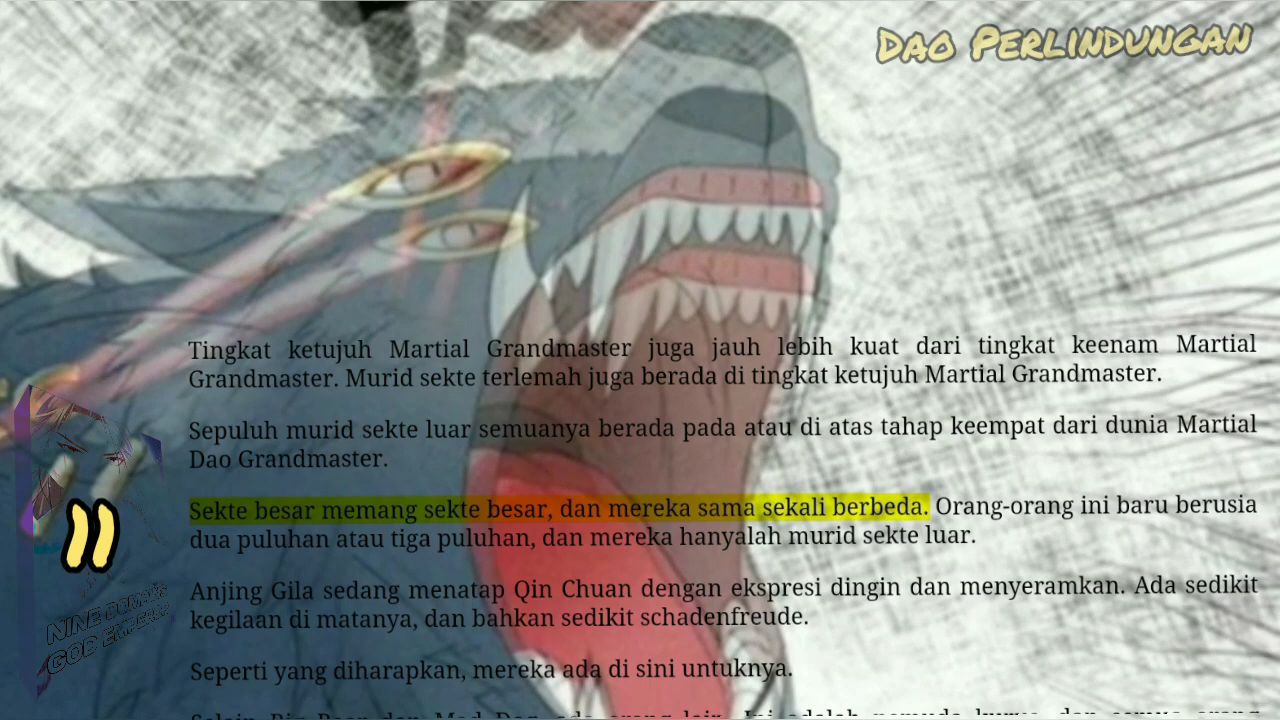 Dao Perlindungan
Tingkat ketujuh Martial Grandmaster juga jauh lebih kuat dari tingkat keenam Martial
Grandmaster. Murid sekte terlemah juga berada di tingkat ketujuh Martial Grandmaster.
Sepuluh murid sekte luar semuanya berada pada atau di atas tahap keempat dari dunia Martial
Dao Grandmaster.
Sekte besar memang sekte besar, dan mereka sama sekali berbeda. Orang-orang ini baru berusia
dua puluhan atau tiga puluhan, dan mereka hanyalah murid sekte luar.
Anjing Gila sedang menatap Qin Chuan dengan ekspresi dingin dan menyeramkan. Ada sedikit
kegilaan di matanya, dan bahkan sedikit schadenfreude.
Seperti yang diharapkan, mereka ada di sini untuknya.